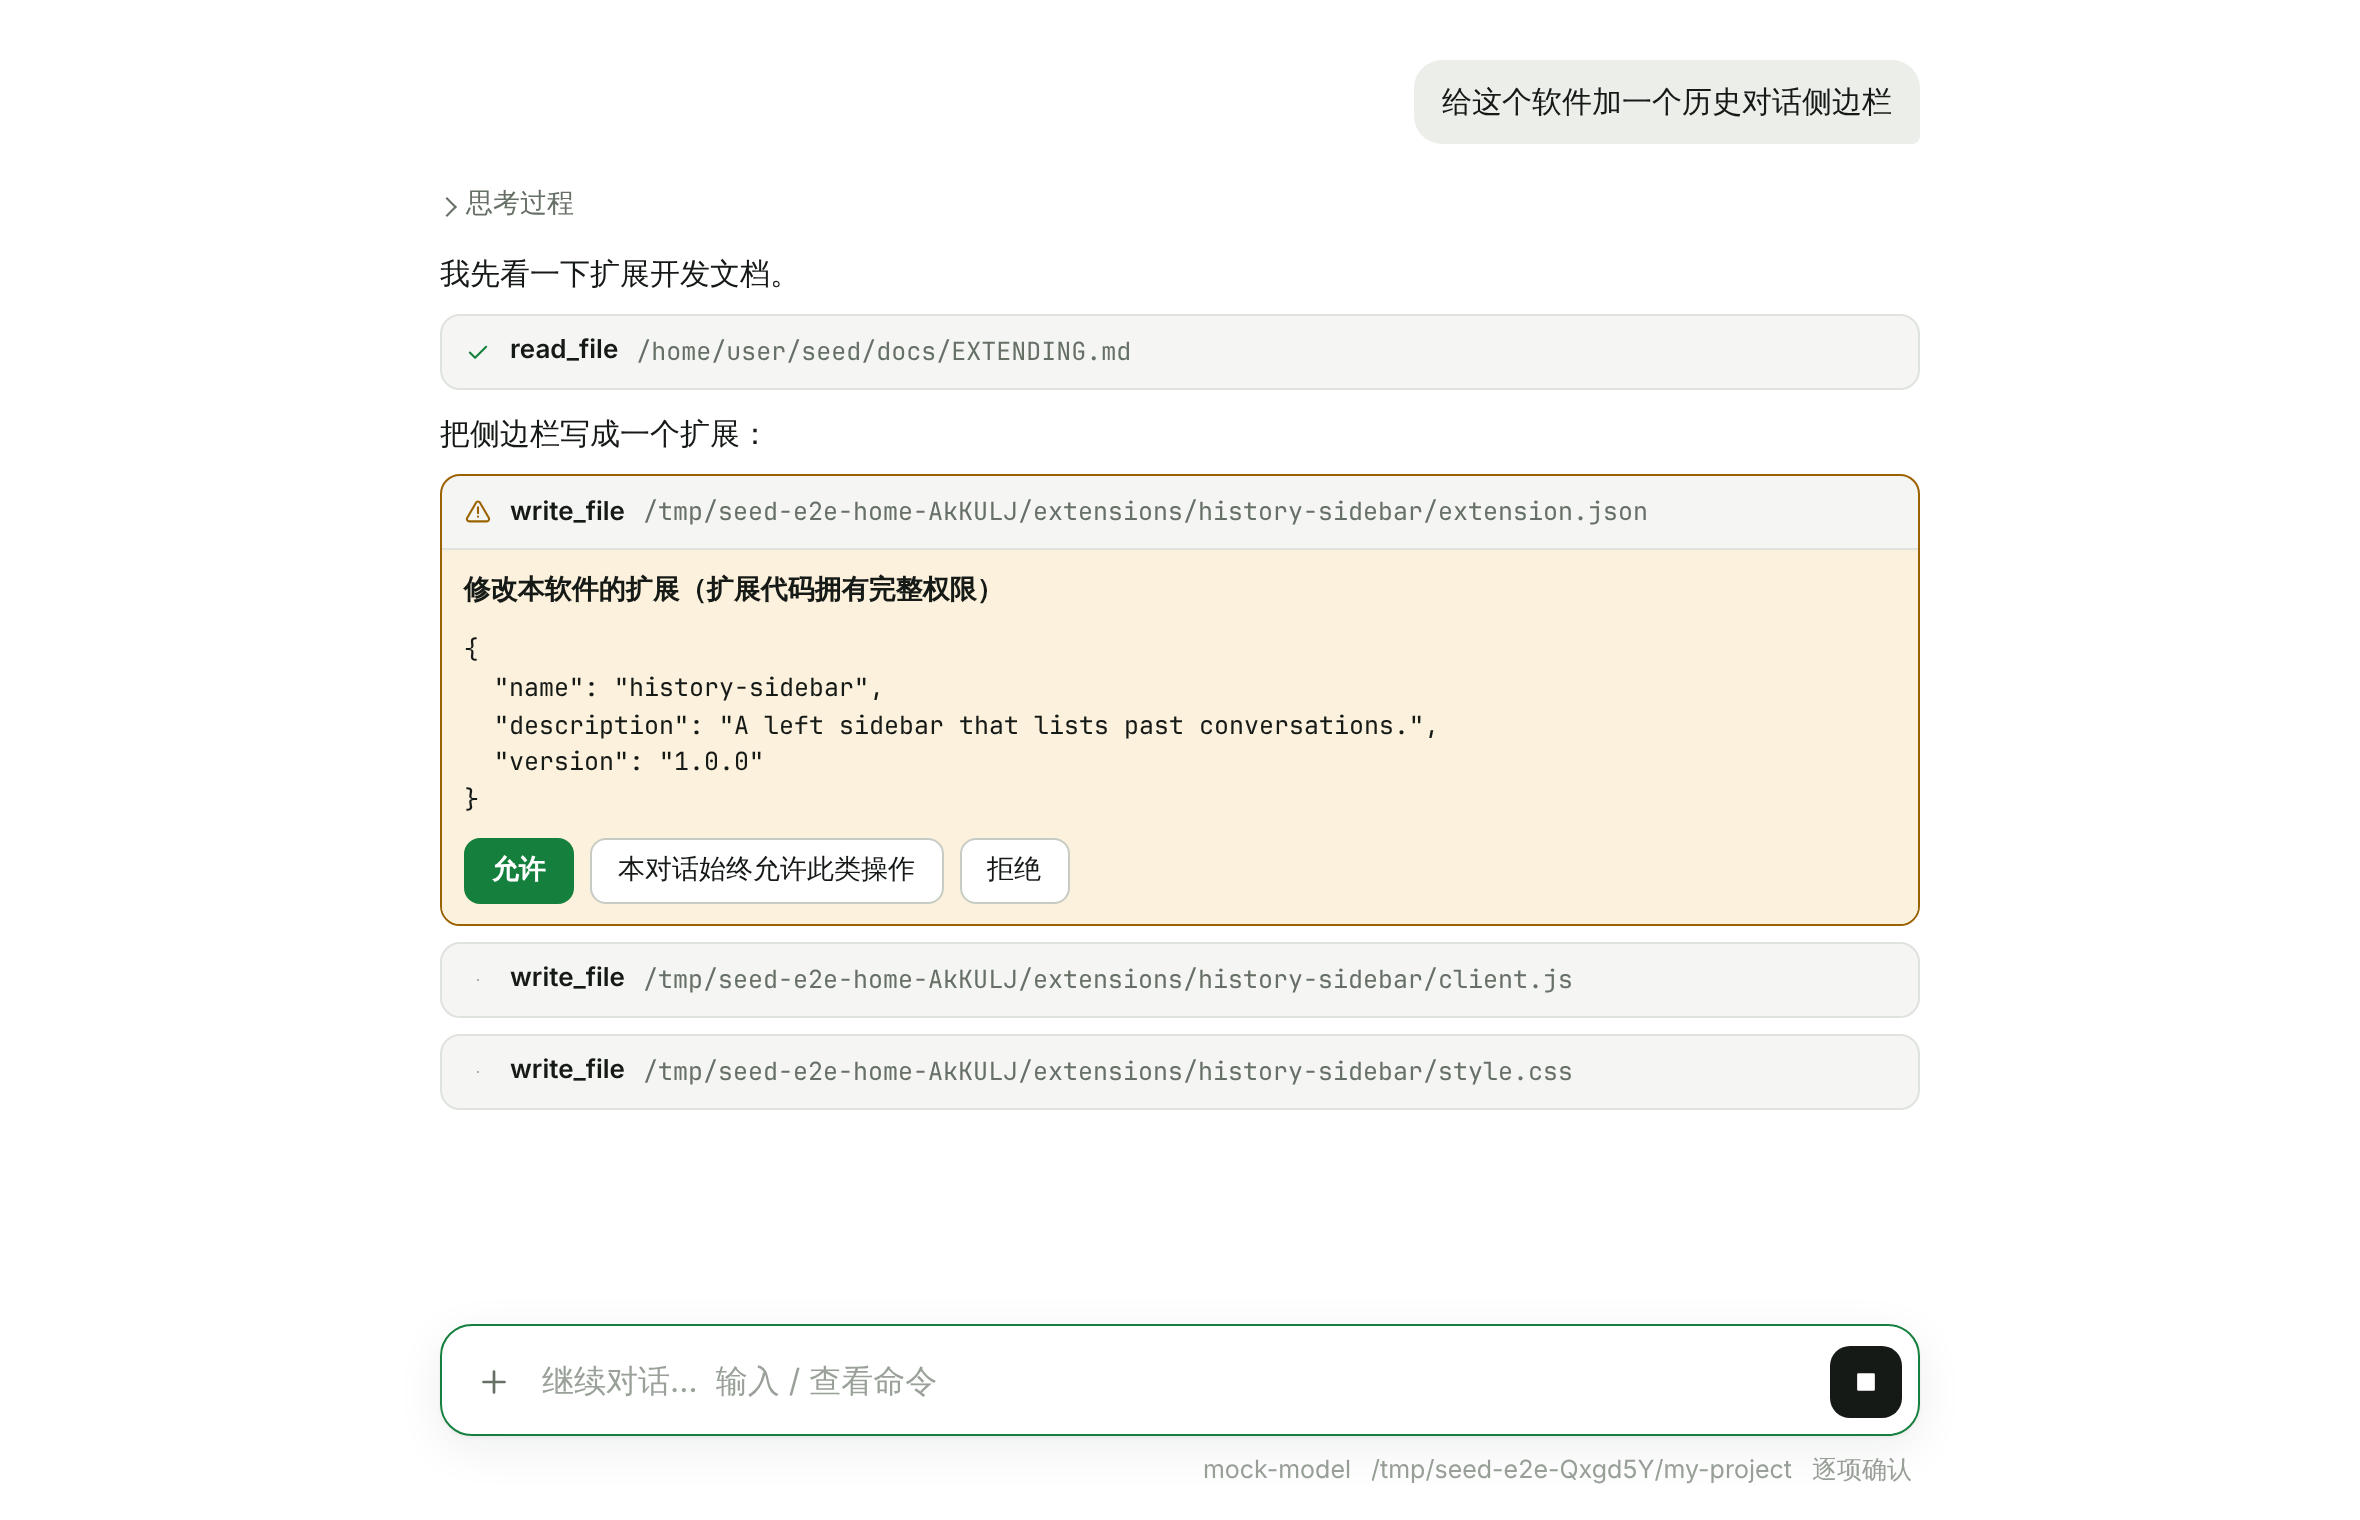 给这个软件加一个历史对话侧边栏
思考过程
我先看一下扩展开发文档。
read_file /home/user/seed/docs/EXTENDING.md
把侧边栏写成一个扩展：
write_file /tmp/seed-e2e-home-AkKULJ/extensions/history-sidebar/extension.json
修改本软件的扩展（扩展代码拥有完整权限）
{
  "name": "history-sidebar",
  "description": "A left sidebar that lists past conversations.",
  "version": "1.0.0"
}
允许 本对话始终允许此类操作 拒绝
write_file /tmp/seed-e2e-home-AkKULJ/extensions/history-sidebar/client.js
write_file /tmp/seed-e2e-home-AkKULJ/extensions/history-sidebar/style.css
继续对话… 输入 / 查看命令
mock-model /tmp/seed-e2e-Qxgd5Y/my-project 逐项确认